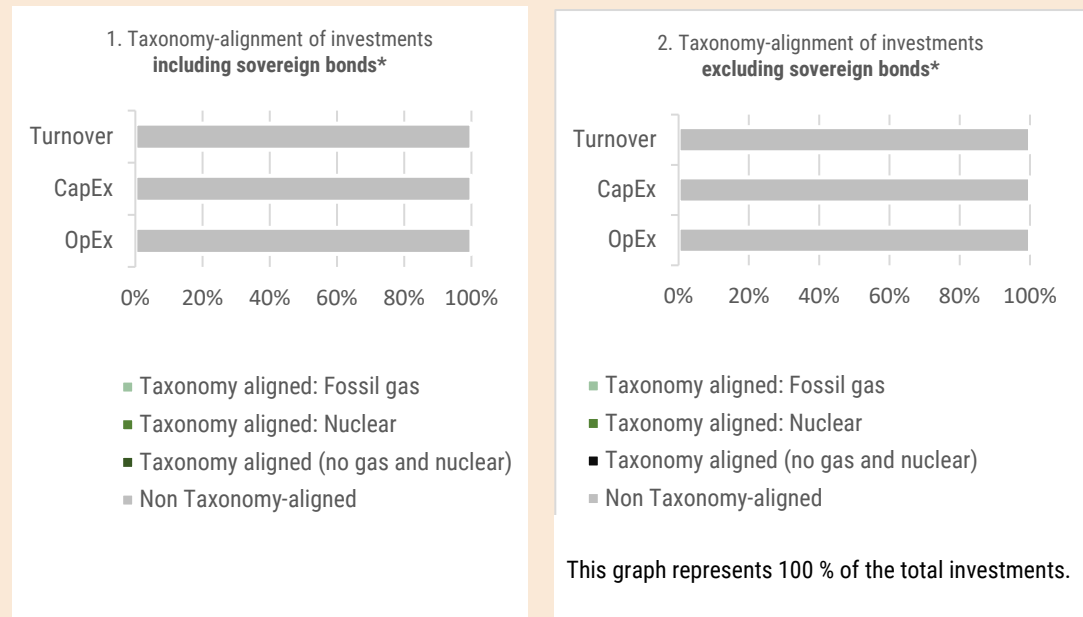 1. Taxonomy-alignment of investments
including sovereign bonds*
Turnover
CapEx
OpEx
0% 20% 40% 60% 80% 100%
Taxonomy aligned: Fossil gas
Taxonomy aligned: Nuclear
Taxonomy aligned (no gas and nuclear)
Non Taxonomy-aligned
2. Taxonomy-alignment of investments
excluding sovereign bonds*
Turnover
CapEx
OpEx
0% 20% 40% 60% 80% 100%
Taxonomy aligned: Fossil gas
Taxonomy aligned: Nuclear
Taxonomy aligned (no gas and nuclear)
Non Taxonomy-aligned
This graph represents 100 % of the total investments.